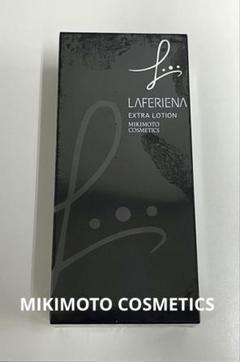 LAFERIENA
EXTRA LOTION
MIKIMOTO
COSMETICS
MIKIMOTO COSMETICS